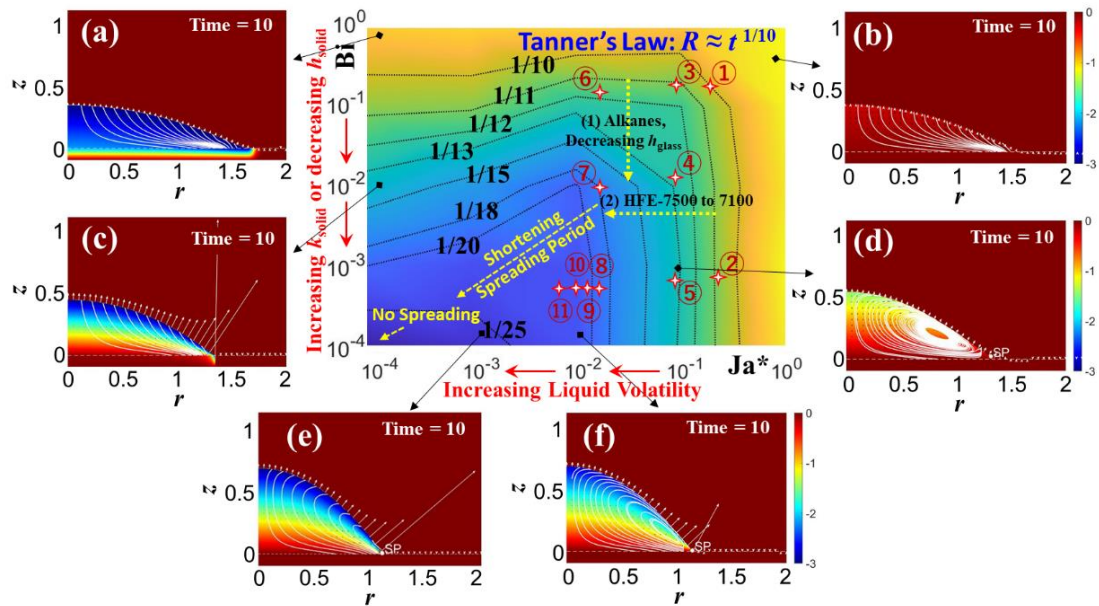 (a)
Time = 10
z
1
0.5
0
0
0.5
1
1.5
2
r
Increasing k_solid or decreasing h_solid
Bi
10^0
10^-1
10^-2
10^-3
10^-4
Tanner's Law: R ≈ t^1/10
1/10
1/11
1/12
1/13
1/15
1/18
1/20
1/25
⑥
③
①
(1) Alkanes,
Decreasing h_glass
④
⑦
(2) HFE-7500 to 7100
Shortening
Spreading Period
⑩
⑧
②
⑪
⑨
⑤
No Spreading
10^-4
10^-3
10^-2
10^-1
10^0
Ja*
Increasing Liquid Volatility
(b)
Time = 10
z
1
0.5
0
0
0.5
1
1.5
2
r
0
-1
-2
-3
(c)
Time = 10
z
1
0.5
0
0
0.5
1
1.5
2
r
(d)
Time = 10
z
1
0.5
0
SP
0
0.5
1
1.5
2
r
0
-1
-2
-3
(e)
Time = 10
z
1
0.5
0
SP
0
0.5
1
1.5
2
r
(f)
Time = 10
z
1
0.5
0
SP
0
0.5
1
1.5
2
r
0
-1
-2
-3